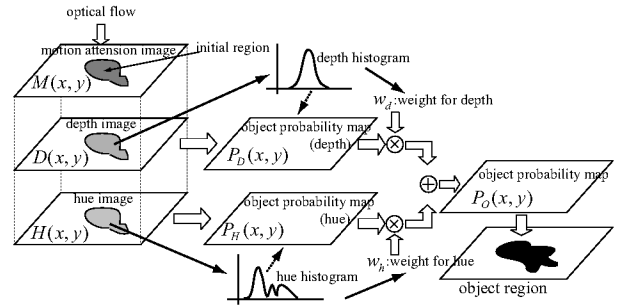 optical flow
motion attension image
initial region
M(x, y)
depth histogram
w_d:weight for depth
depth image
D(x, y)
object probability map
(depth)
P_D(x, y)
object probability map
P_O(x, y)
hue image
H(x, y)
object probability map
(hue)
P_H(x, y)
w_h:weight for hue
hue histogram
object region